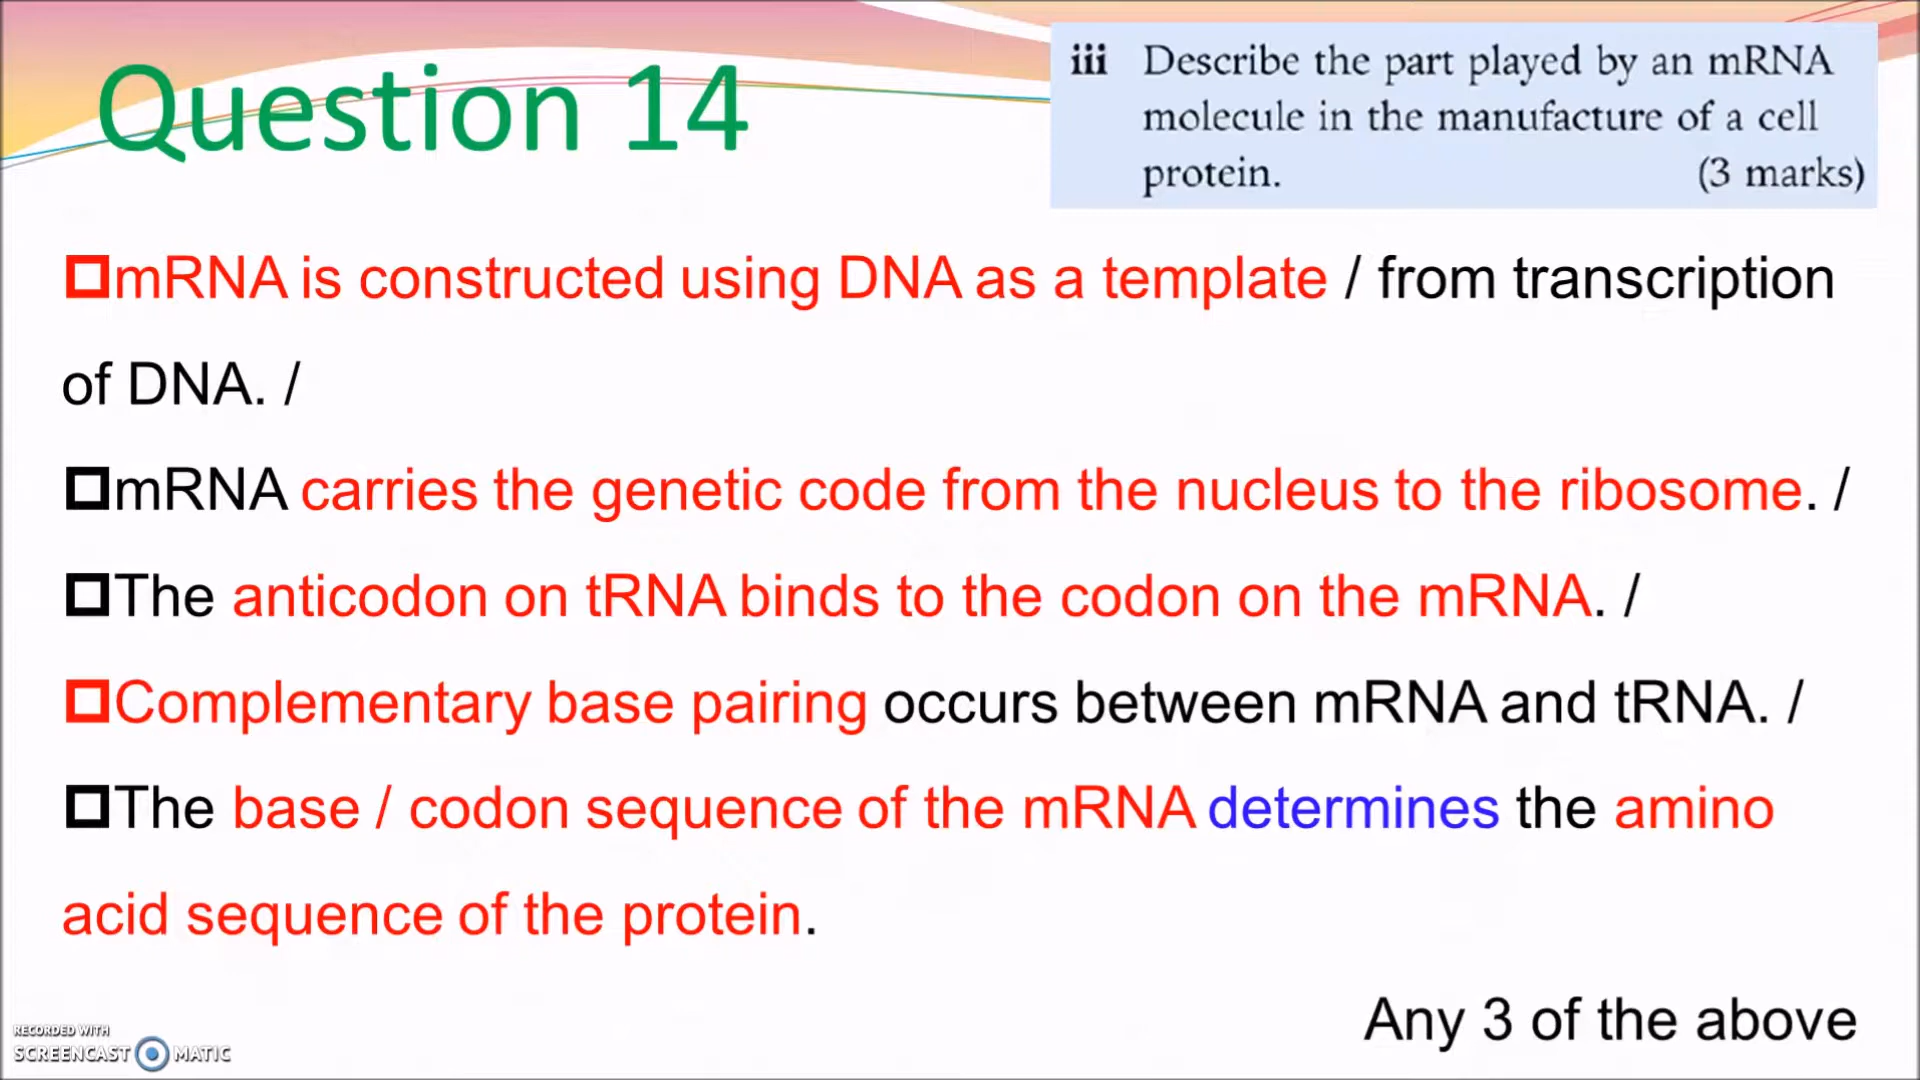 Question 14
iii Describe the part played by an mRNA
molecule in the manufacture of a cell
protein. (3 marks)
mRNA is constructed using DNA as a template / from transcription
of DNA. /
mRNA carries the genetic code from the nucleus to the ribosome. /
The anticodon on tRNA binds to the codon on the mRNA. /
Complementary base pairing occurs between mRNA and tRNA. /
The base / codon sequence of the mRNA determines the amino
acid sequence of the protein.
Any 3 of the above
RECORDED WITH
SCREENCAST MATIC